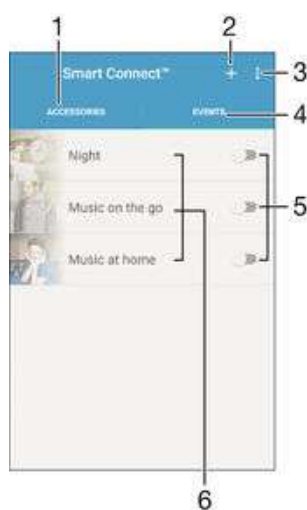 1
2
Smart Connect™
3
ACCESSORIES
EVENTS
4
Night
Music on the go
5
Music at home
6